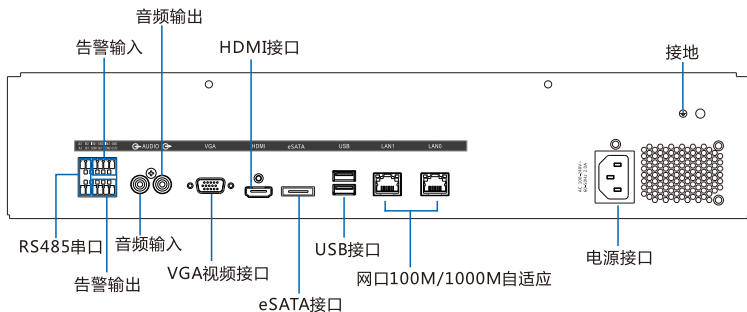 音频输出
告警输入
HDMI接口
接地
AUDIO
VGA
HDMI
eSATA
USB
LAN1
LAN0
AC 100-240V~
RS485串口
音频输入
告警输出
VGA视频接口
eSATA接口
USB接口
网口100M/1000M自适应
电源接口